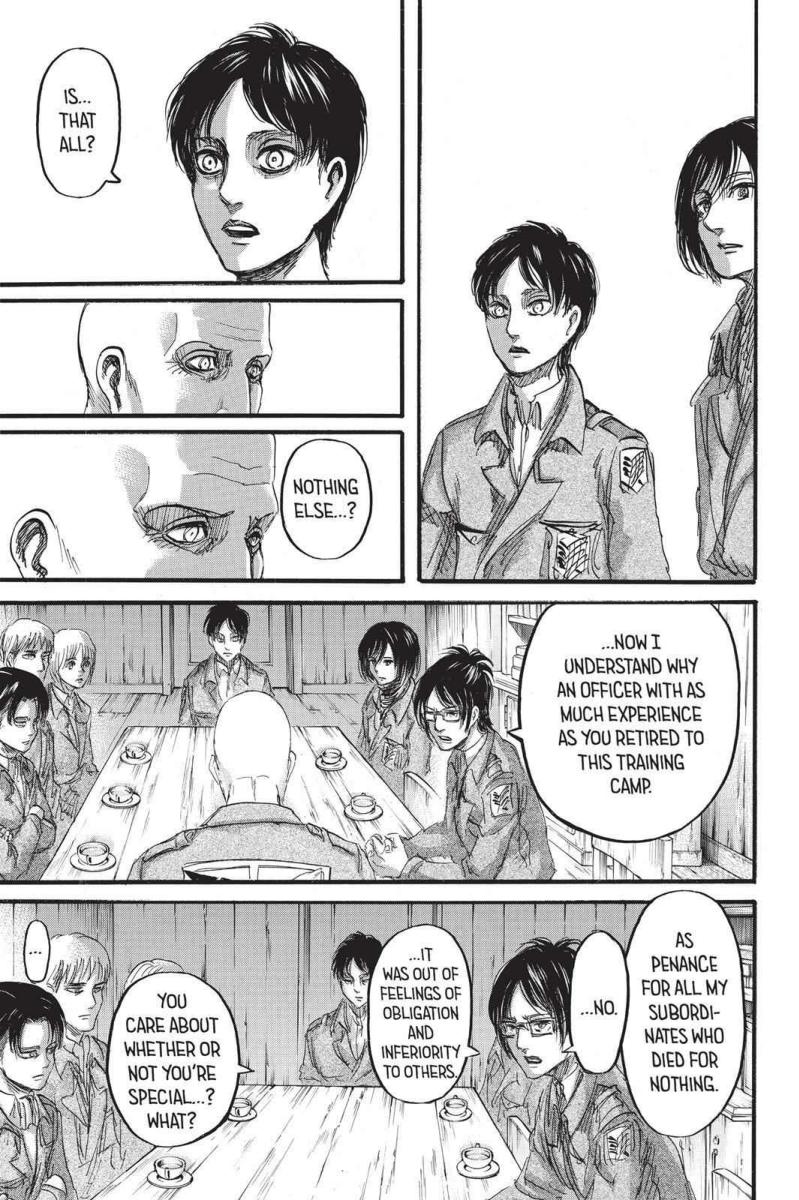 IS...
THAT
ALL?
NOTHING
ELSE...?
...NOW I
UNDERSTAND WHY
AN OFFICER WITH AS
MUCH EXPERIENCE
AS YOU RETIRED TO
THIS TRAINING
CAMP.
AS
PENANCE
FOR ALL MY
SUBORDI-
NATES WHO
DIED FOR
NOTHING.
...NO.
...IT
WAS OUT OF
FEELINGS OF
OBLIGATION
AND
INFERIORITY
TO OTHERS.
YOU
CARE ABOUT
WHETHER OR
NOT YOU'RE
SPECIAL...?
WHAT?
...